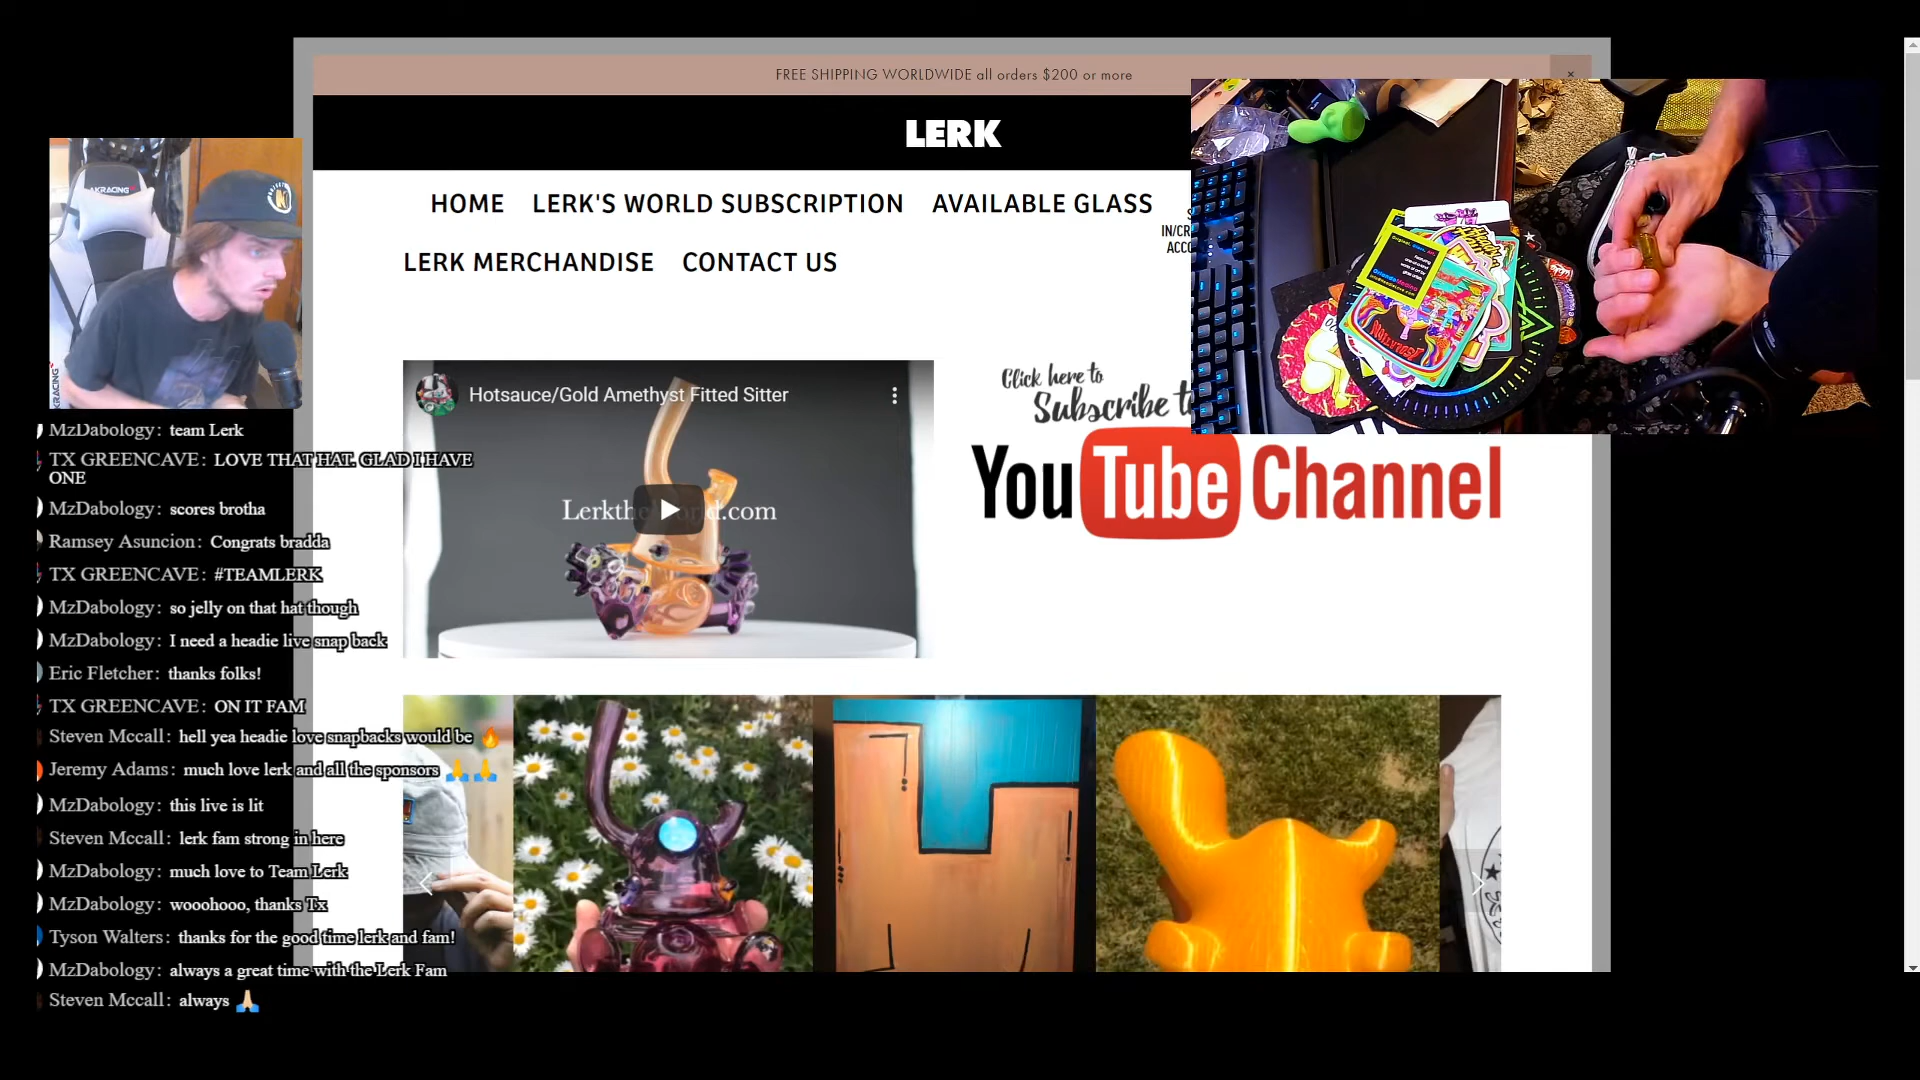 FREE SHIPPING WORLDWIDE all orders $200 or more
×
LERK
HOME LERK'S WORLD SUBSCRIPTION AVAILABLE GLASS
IN/CR
ACCO
LERK MERCHANDISE CONTACT US
AKRACING
Hotsauce/Gold Amethyst Fitted Sitter
Click here to
Subscribe t
YouTube Channel
MzDabology: team Lerk
TX GREENCAVE: LOVE THAT HAT. GLAD I HAVE
ONE
MzDabology: scores brotha
Ramsey Asuncion: Congrats bradda
TX GREENCAVE: #TEAMLERK
MzDabology: so jelly on that hat though
MzDabology: I need a headie live snap back
Eric Fletcher: thanks folks!
TX GREENCAVE: ON IT FAM
Steven Mccall: hell yea headie love snapbacks would be 🔥
Jeremy Adams: much love lerk and all the sponsors 🙏 🙏
MzDabology: this live is lit
Steven Mccall: lerk fam strong in here
MzDabology: much love to Team Lerk
MzDabology: wooohooo, thanks Tx
Tyson Walters: thanks for the good time lerk and fam!
MzDabology: always a great time with the Lerk Fam
Steven Mccall: always 🙏